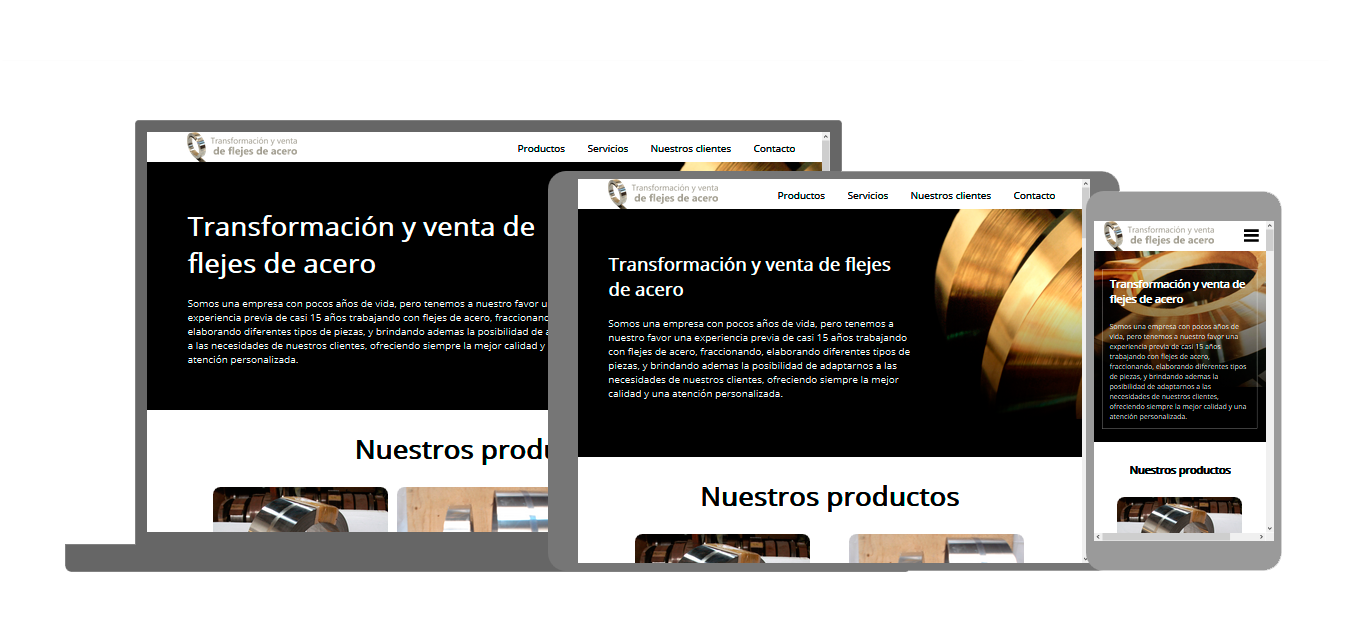 Transformación y venta
de flejes de acero
Productos Servicios Nuestros clientes Contacto
Transformación y venta de
flejes de acero
Somos una empresa con pocos años de vida, pero tenemos a nuestro favor u
experiencia previa de casi 15 años trabajando con flejes de acero, fraccionando
elaborando diferentes tipos de piezas, y brindando ademas la posibilidad de a
a las necesidades de nuestros clientes, ofreciendo siempre la mejor calidad y
atención personalizada.
Nuestros produ
Transformación y venta
de flejes de acero
Productos Servicios Nuestros clientes Contacto
Transformación y venta de flejes
de acero
Somos una empresa con pocos años de vida, pero tenemos a
nuestro favor una experiencia previa de casi 15 años trabajando
con flejes de acero, fraccionando, elaborando diferentes tipos de
piezas, y brindando ademas la posibilidad de adaptarnos a las
necesidades de nuestros clientes, ofreciendo siempre la mejor
calidad y una atención personalizada.
Nuestros productos
Transformación y venta
de flejes de acero
Transformación y venta de
flejes de acero
Somos una empresa con pocos años de
vida, pero tenemos a nuestro favor una
experiencia previa de casi 15 años
trabajando con flejes de acero,
fraccionando, elaborando diferentes tipos
de piezas, y brindando ademas la
posibilidad de adaptarnos a las
necesidades de nuestros clientes,
ofreciendo siempre la mejor calidad y una
atención personalizada.
Nuestros productos